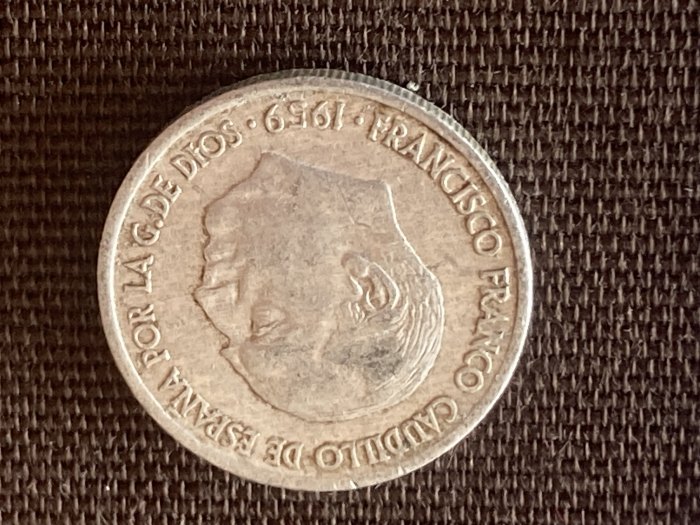 FRANCISCO FRANCO CAUDILLO DE ESPAÑA POR LA G. DE DIOS · 1959 ·